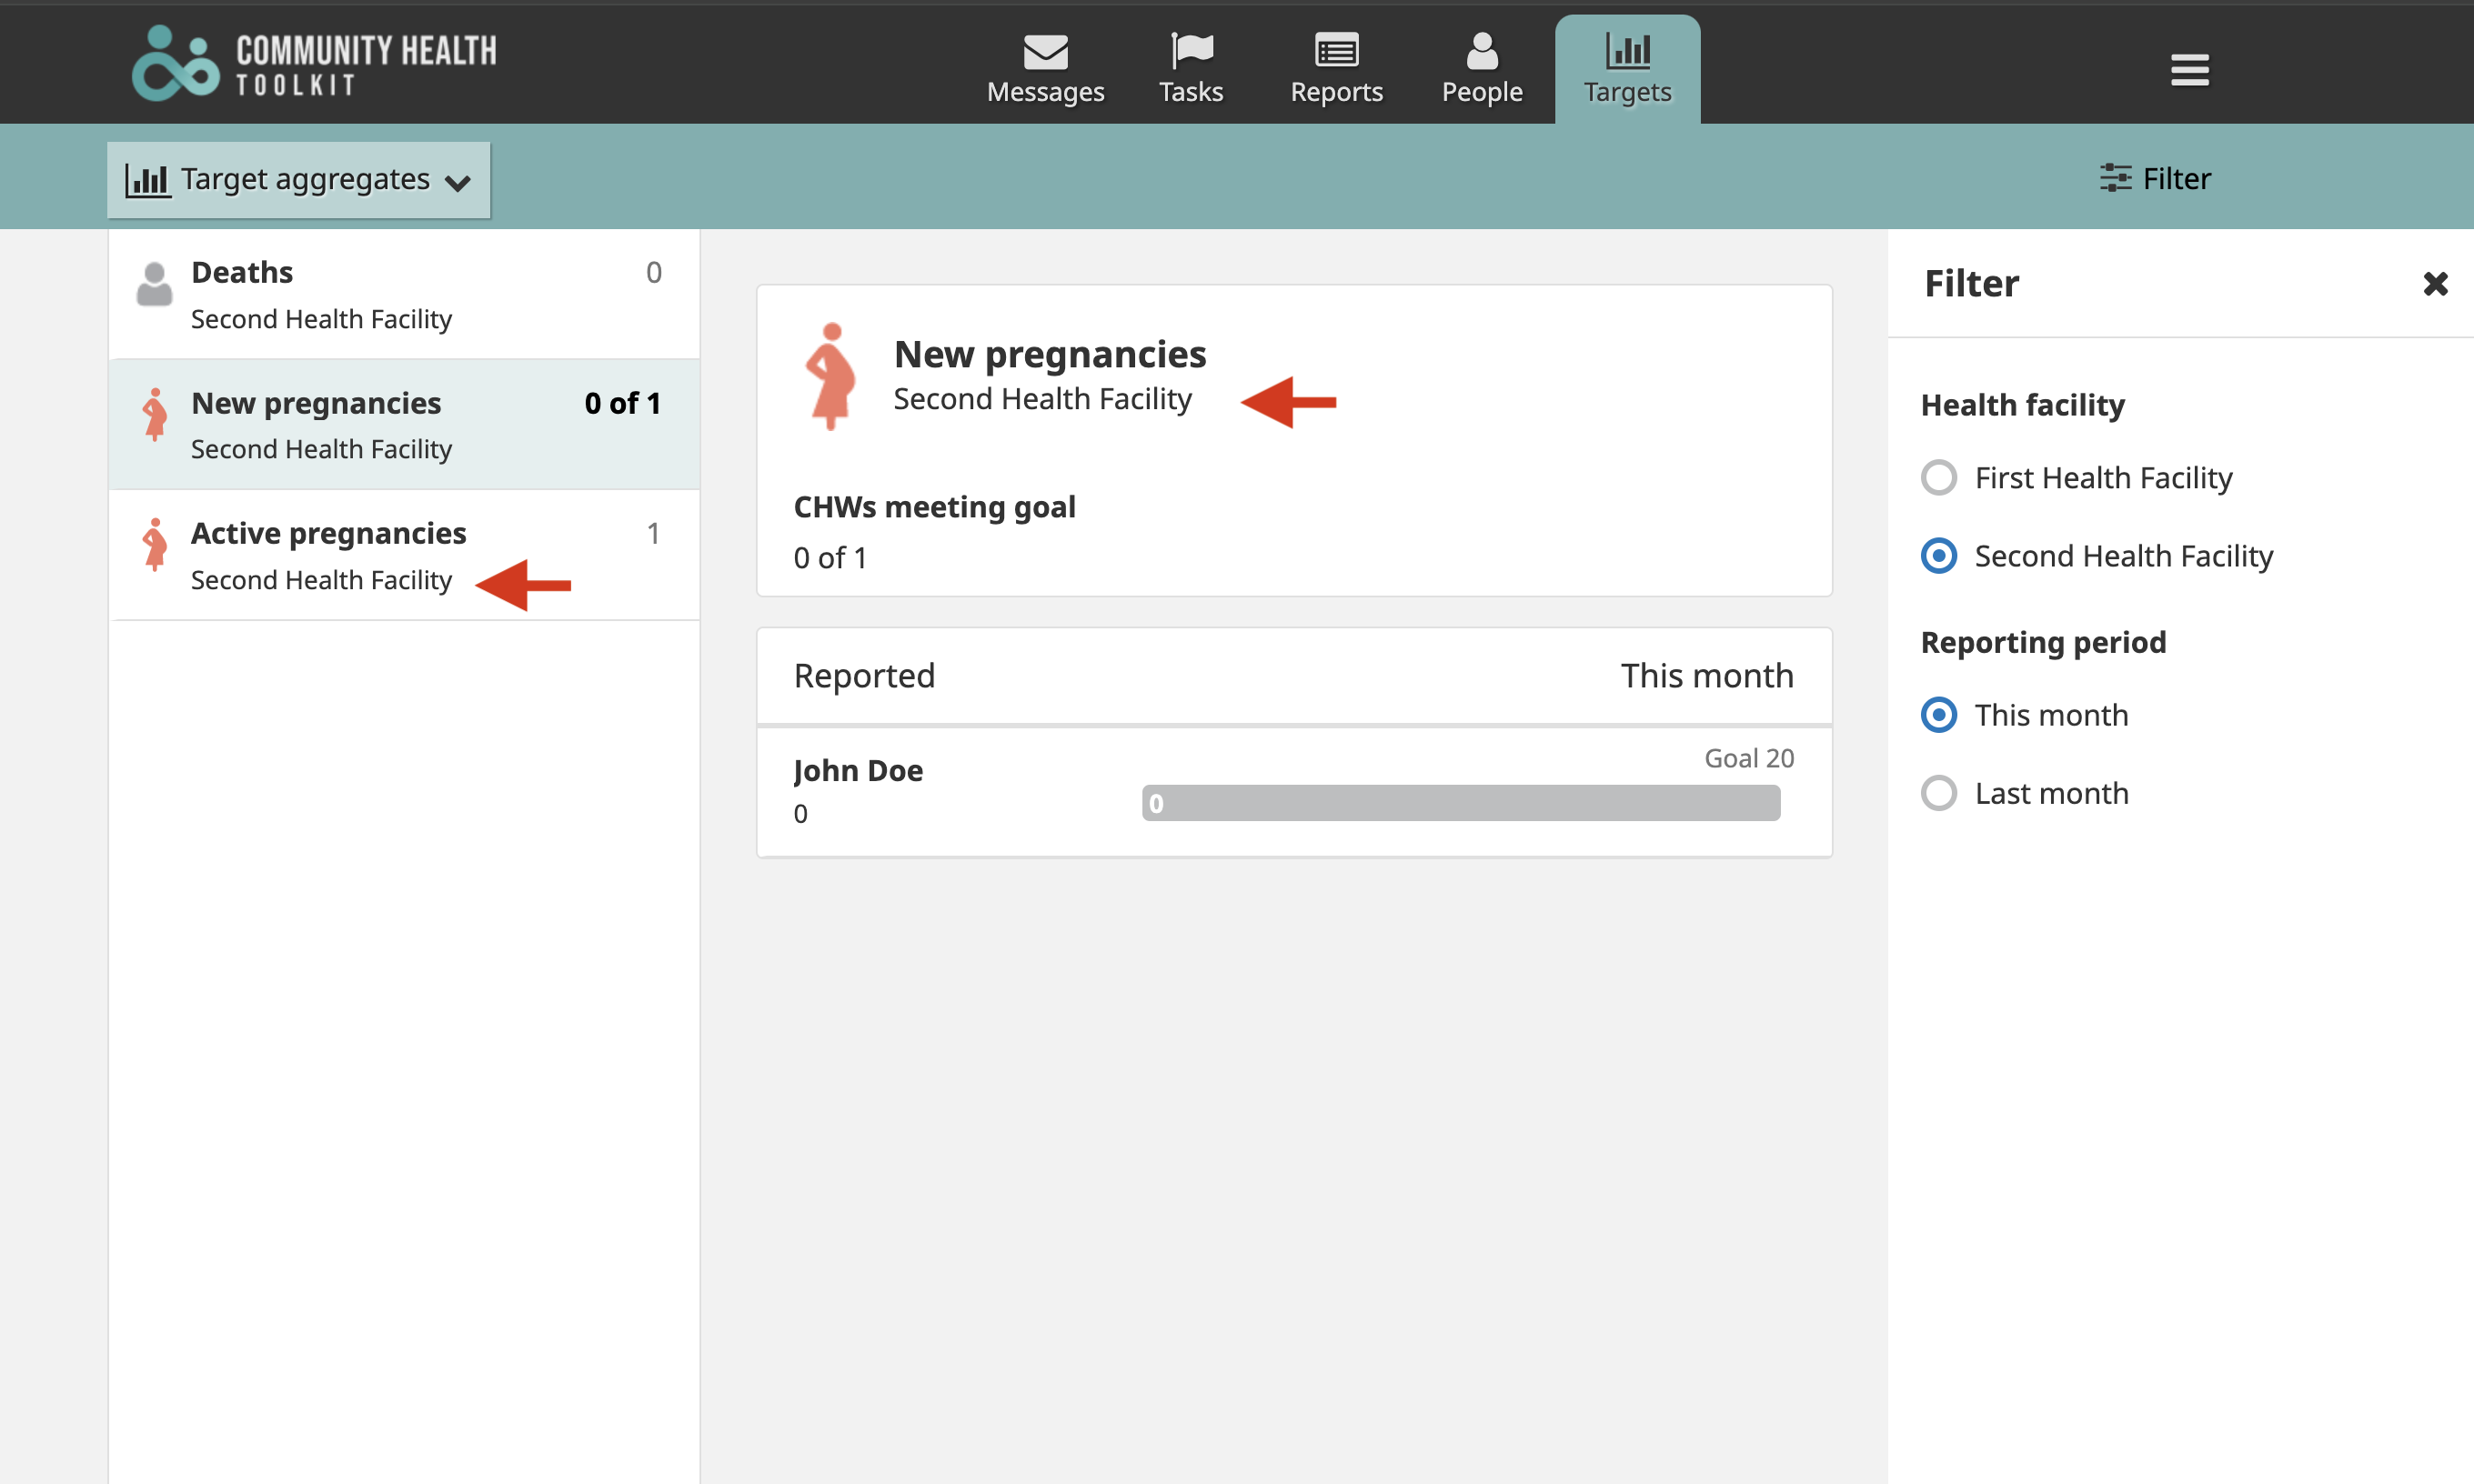 COMMUNITY HEALTH
TOOLKIT
Messages
Tasks
Reports
People
Targets
Target aggregates
Filter
Deaths
0
Second Health Facility
New pregnancies
0 of 1
Second Health Facility
Active pregnancies
1
Second Health Facility
New pregnancies
Second Health Facility
CHWs meeting goal
0 of 1
Reported
This month
John Doe
0
Goal 20
0
Filter
Health facility
First Health Facility
Second Health Facility
Reporting period
This month
Last month